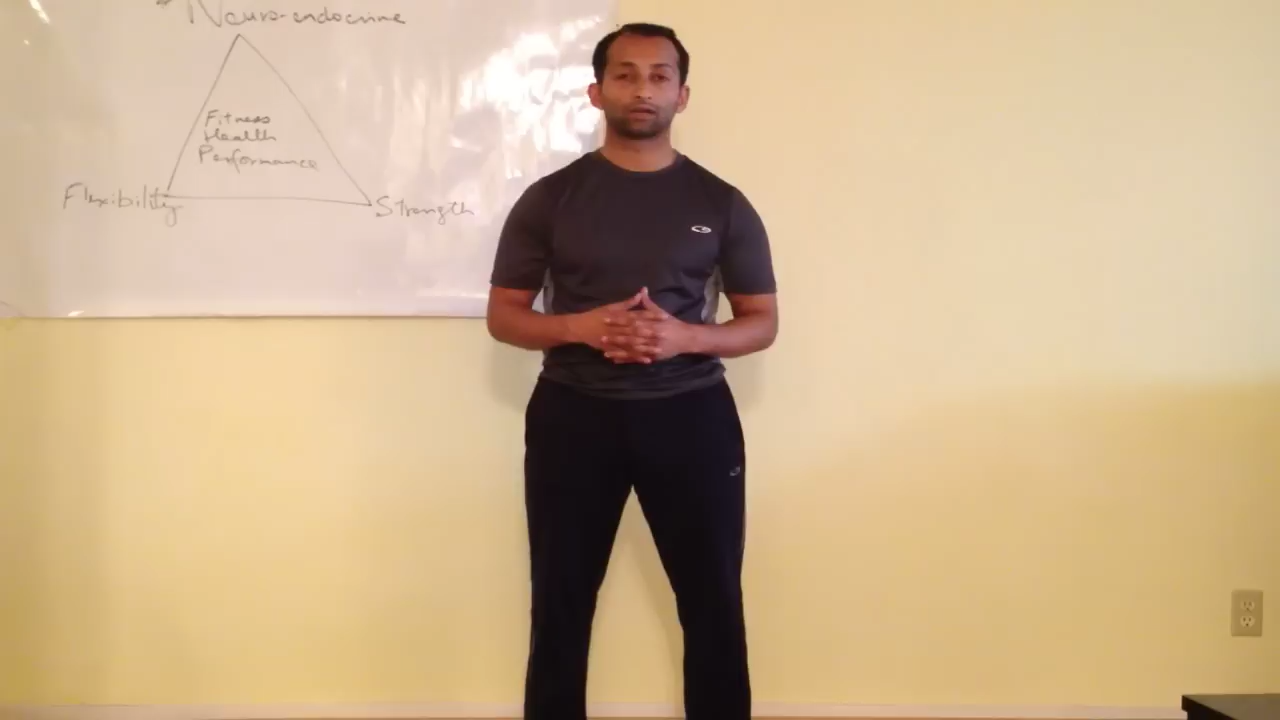 Neuro-endocrine
Fitness
Health
Performance
Flexibility
Strength